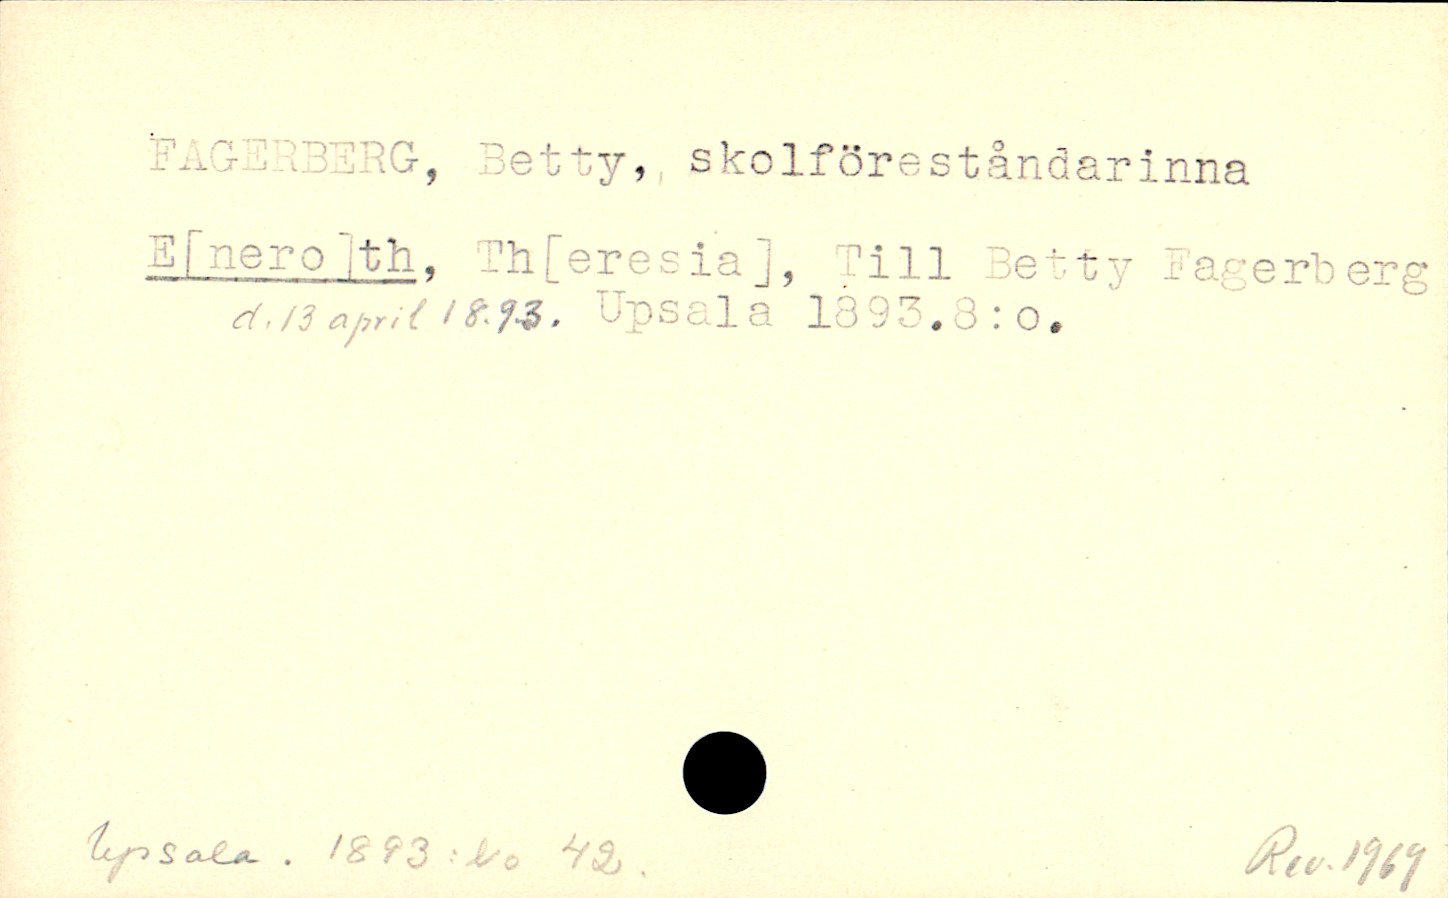 FAGERBERG, Betty, skolföreståndarinna
E[nero]th, Th[eresia], Till Betty Fagerberg
d. 13 april 1893. Upsala 1893.8:o.
Upsala. 1893: 42.
Rev. 1969